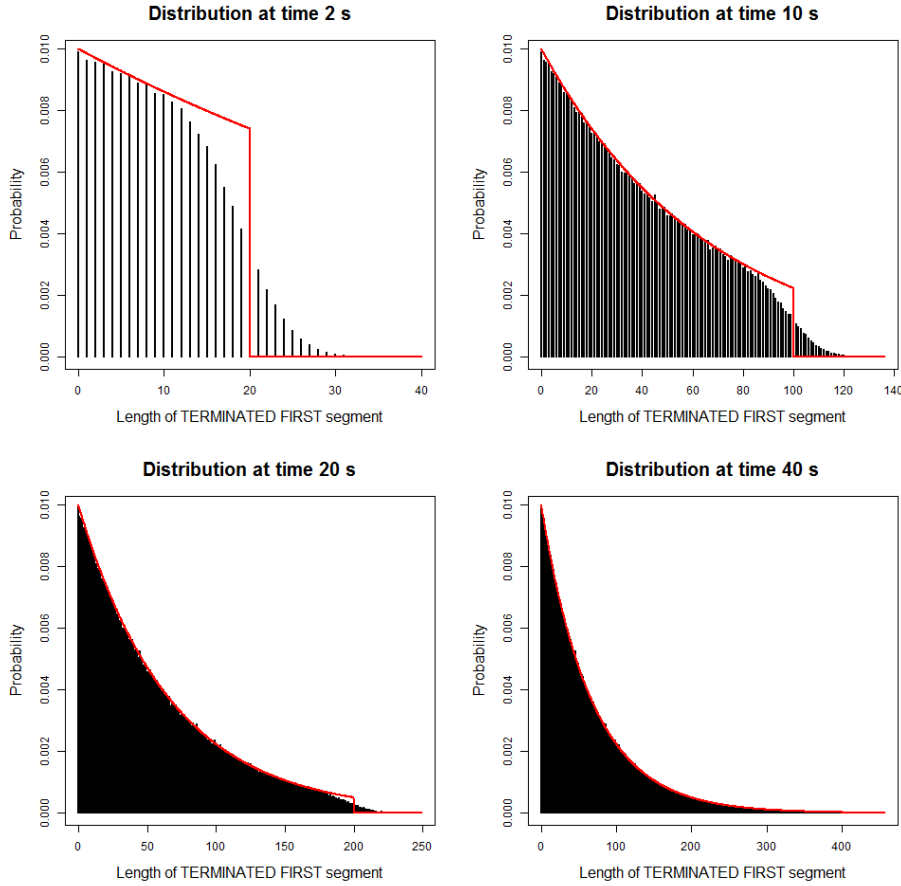 Distribution at time 2 s
0.010
0.008
0.006
0.004
0.002
0.000
Probability
0 10 20 30 40
Length of TERMINATED FIRST segment
Distribution at time 10 s
0.010
0.008
0.006
0.004
0.002
0.000
Probability
0 20 40 60 80 100 120 140
Length of TERMINATED FIRST segment
Distribution at time 20 s
0.010
0.008
0.006
0.004
0.002
0.000
Probability
0 50 100 150 200 250
Length of TERMINATED FIRST segment
Distribution at time 40 s
0.010
0.008
0.006
0.004
0.002
0.000
Probability
0 100 200 300 400
Length of TERMINATED FIRST segment